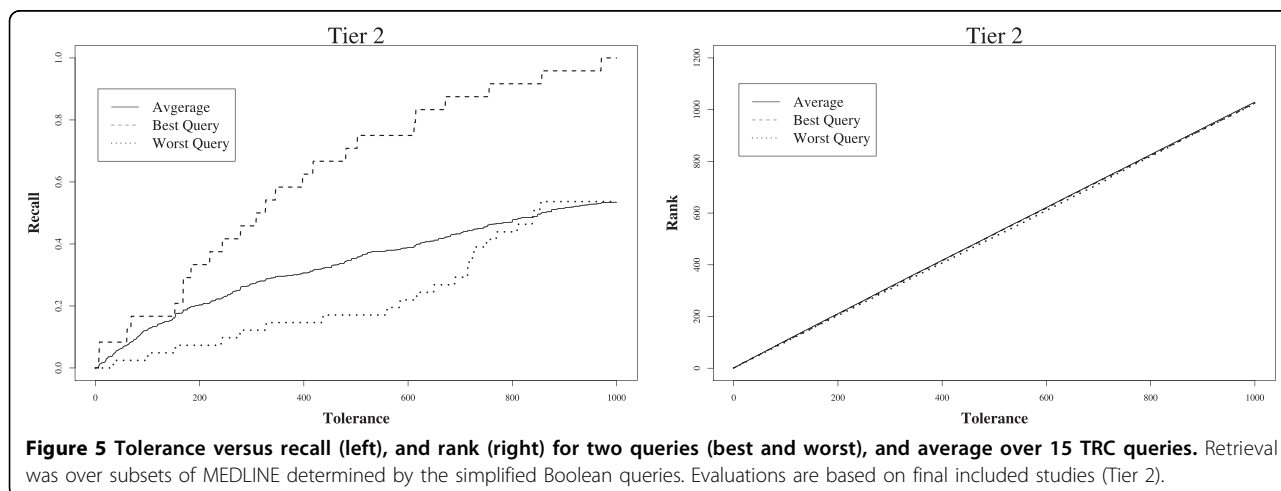 Tier 2
1.0
0.8
0.6
0.4
0.2
0.0
Recall
Avgerage
Best Query
Worst Query
0 200 400 600 800 1000
Tolerance
Tier 2
1200
1000
800
600
400
200
0
Rank
Average
Best Query
Worst Query
0 200 400 600 800 1000
Tolerance
Figure 5 Tolerance versus recall (left), and rank (right) for two queries (best and worst), and average over 15 TRC queries. Retrieval
was over subsets of MEDLINE determined by the simplified Boolean queries. Evaluations are based on final included studies (Tier 2).